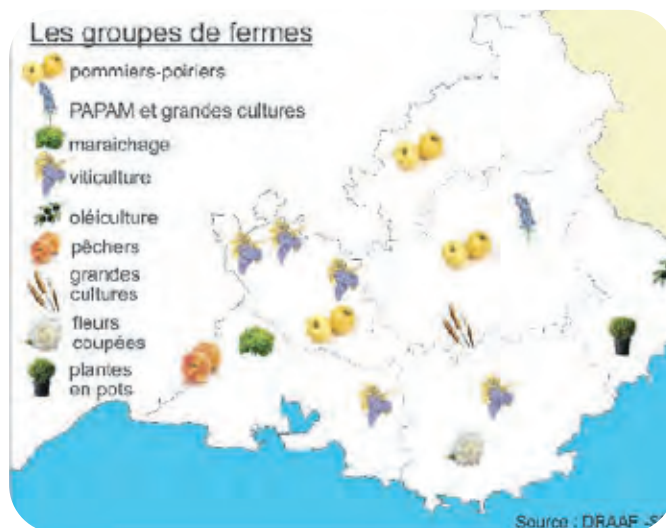 Les groupes de fermes
pommiers-poiriers
PAPAM et grandes cultures
maraichage
viticulture
oléiculture
pêchers
grandes
cultures
fleurs
coupées
plantes
en pots
Source : DRAAF -S